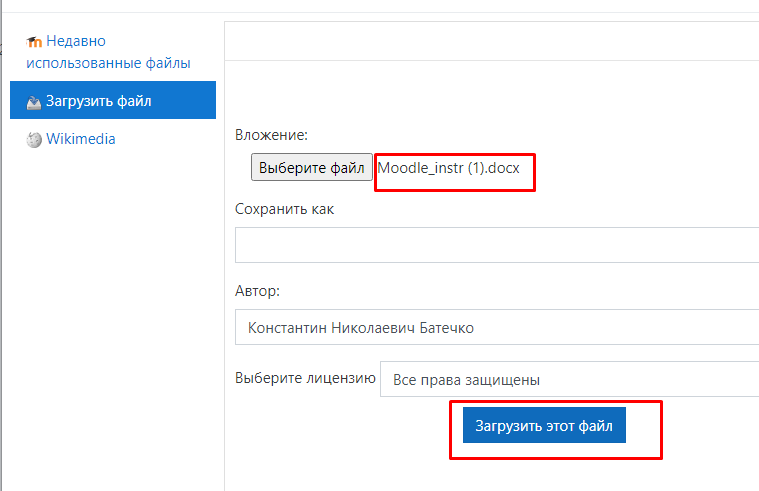 Недавно
использованные файлы
Загрузить файл
Wikimedia
Вложение:
Выберите файл Moodle_instr (1).docx
Сохранить как
Автор:
Константин Николаевич Батечко
Выберите лицензию Все права защищены
Загрузить этот файл